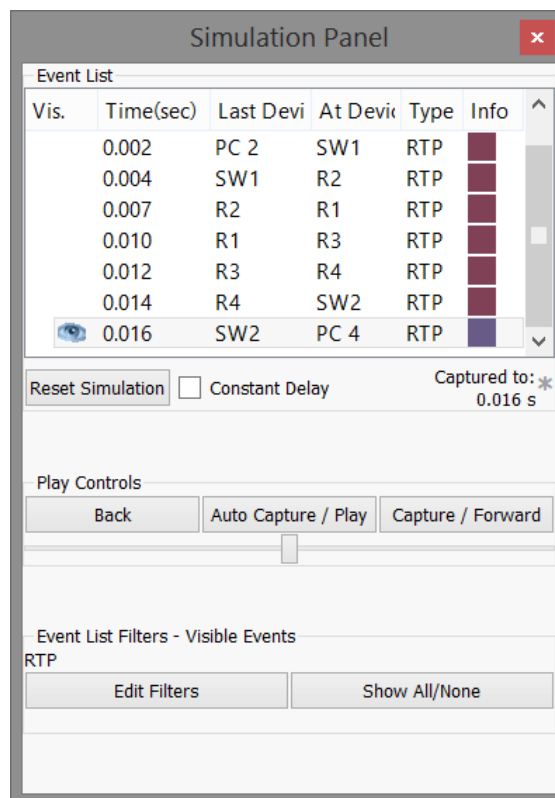 Simulation Panel
x
Event List
Vis. Time(sec) Last Devi At Devic Type Info
0.002 PC 2 SW1 RTP
0.004 SW1 R2 RTP
0.007 R2 R1 RTP
0.010 R1 R3 RTP
0.012 R3 R4 RTP
0.014 R4 SW2 RTP
0.016 SW2 PC 4 RTP
Reset Simulation Constant Delay Captured to: *
0.016 s
Play Controls
Back Auto Capture / Play Capture / Forward
Event List Filters - Visible Events
RTP
Edit Filters Show All/None